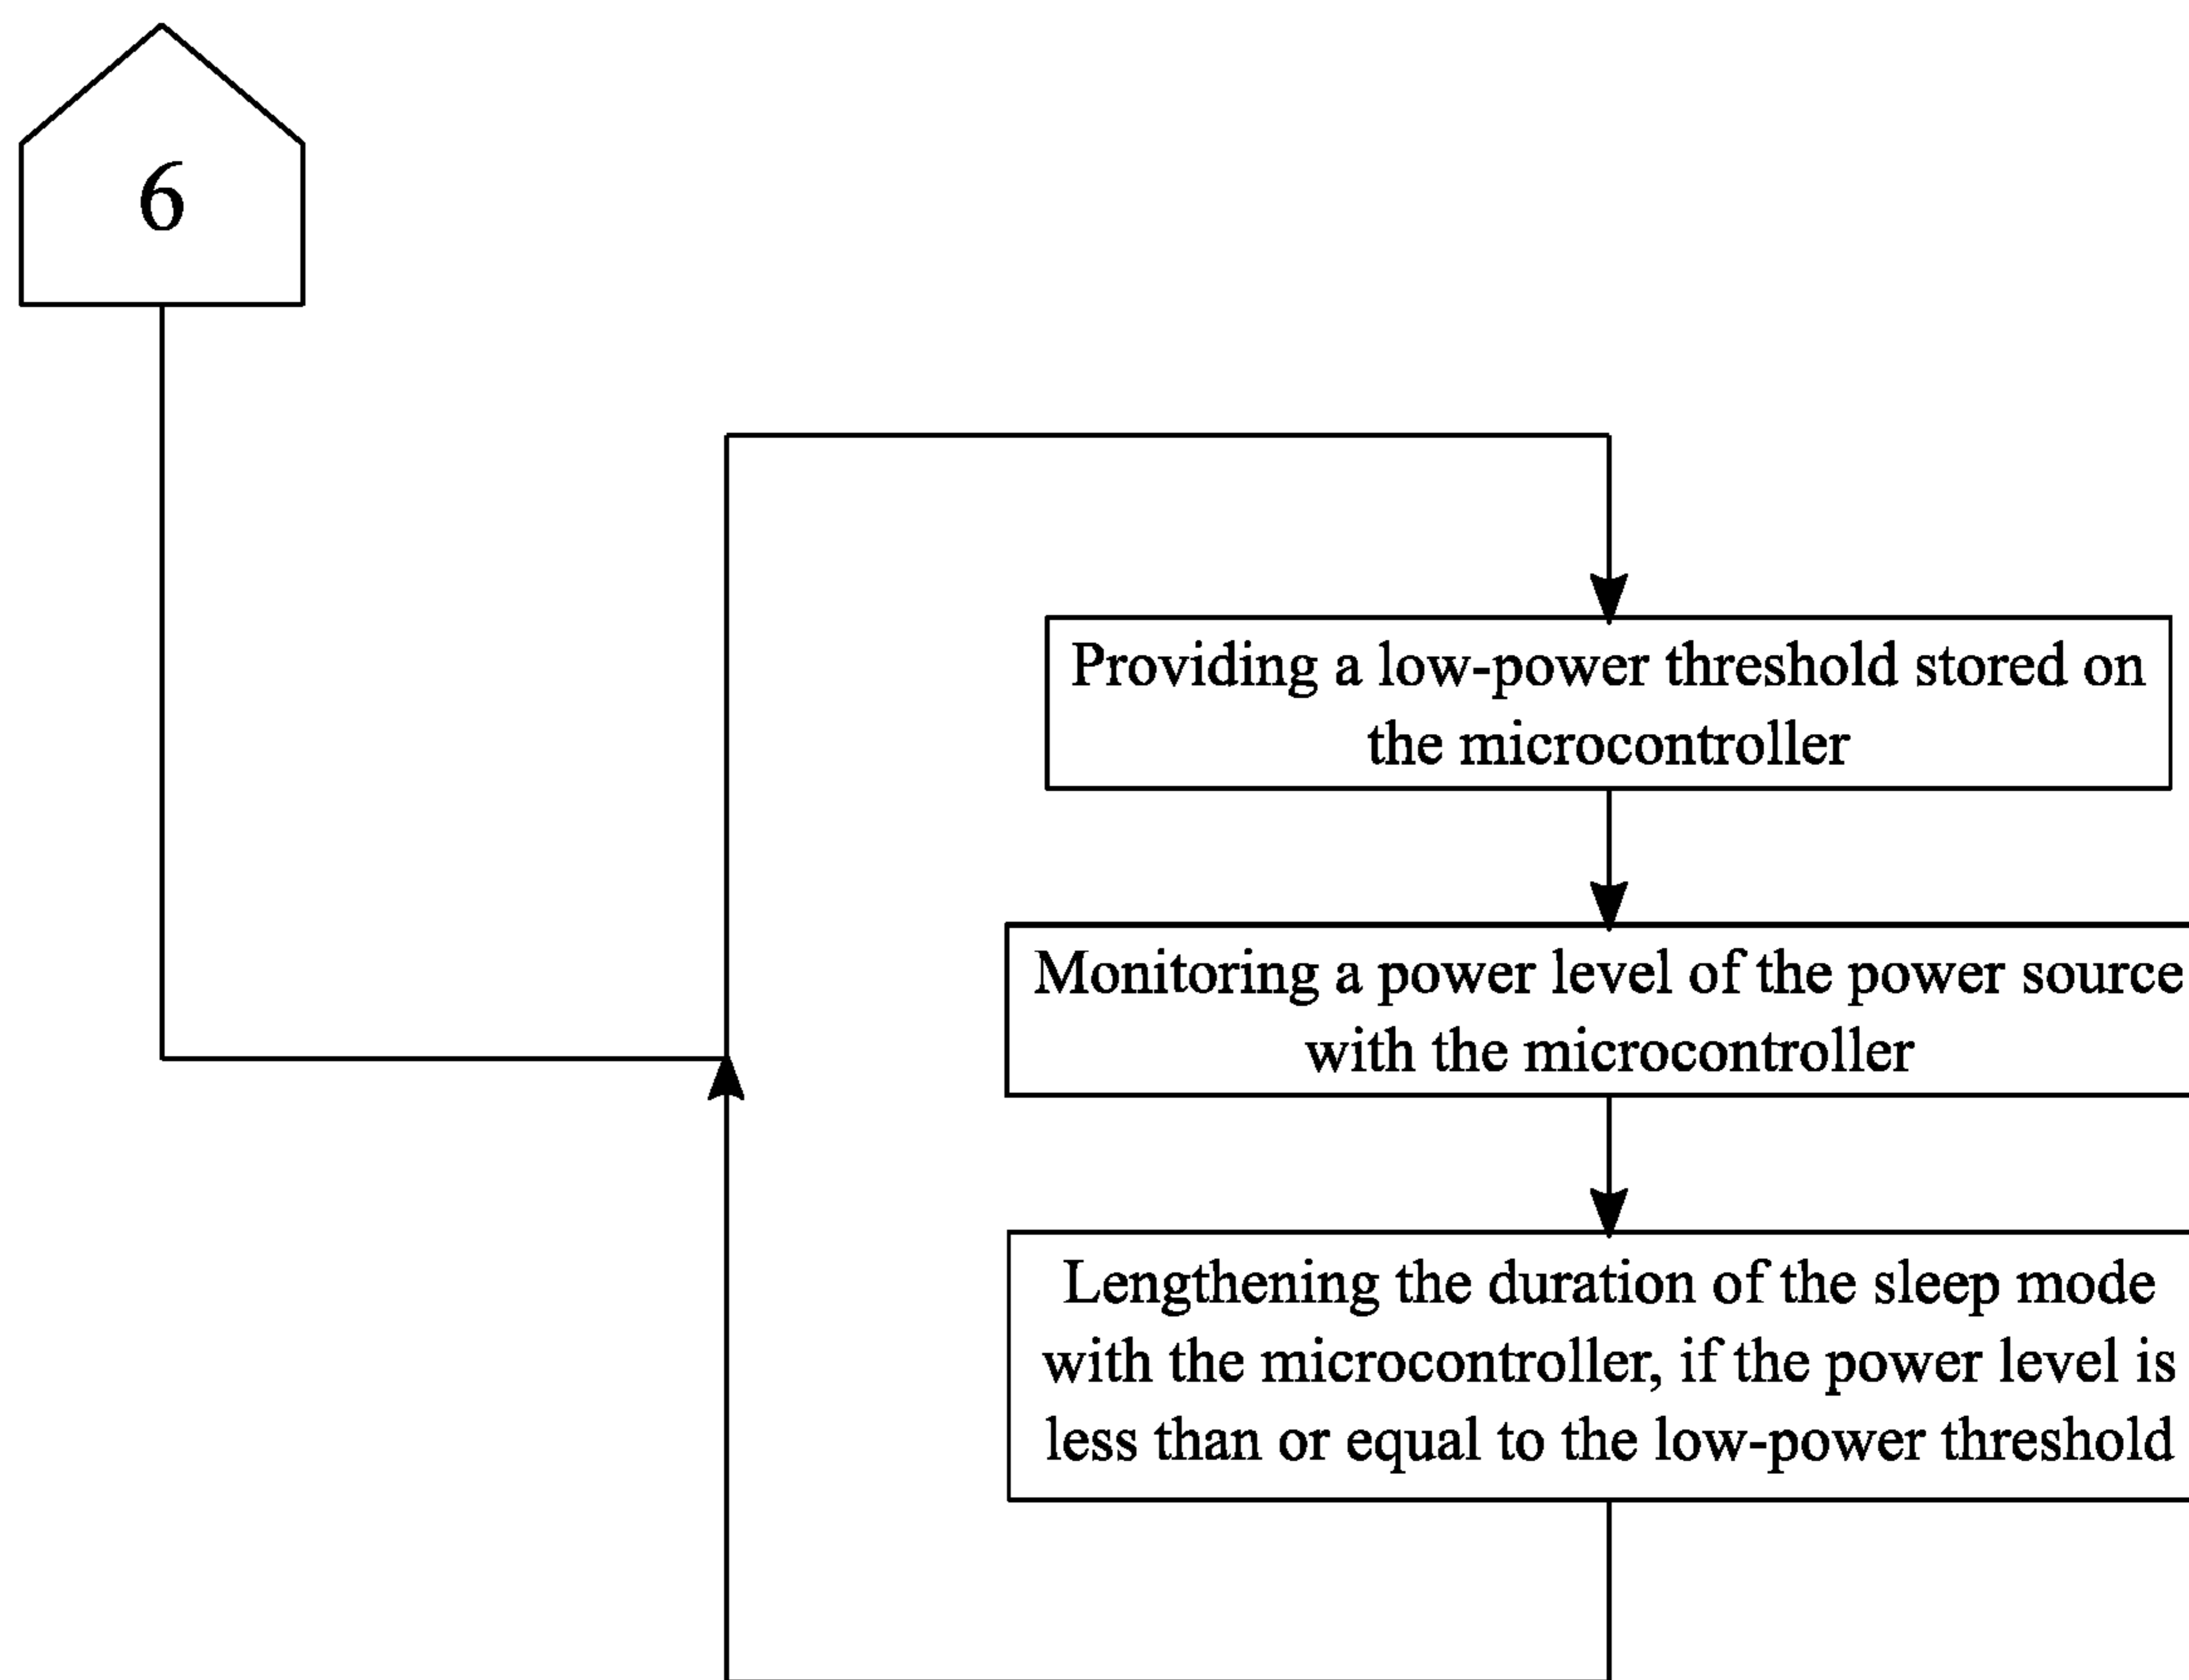 6
Providing a low-power threshold stored on
the microcontroller
Monitoring a power level of the power source
with the microcontroller
Lengthening the duration of the sleep mode
with the microcontroller, if the power level is
less than or equal to the low-power threshold